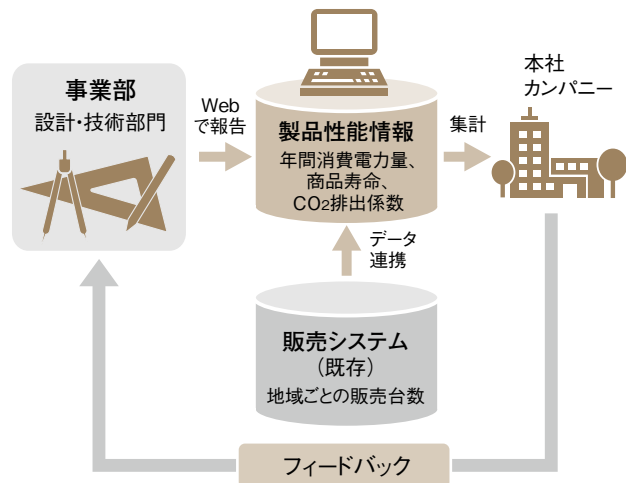 事業部
設計・技術部門
Web
で報告
製品性能情報
年間消費電力量、
商品寿命、
CO₂排出係数
集計
本社
カンパニー
データ
連携
販売システム
（既存）
地域ごとの販売台数
フィードバック